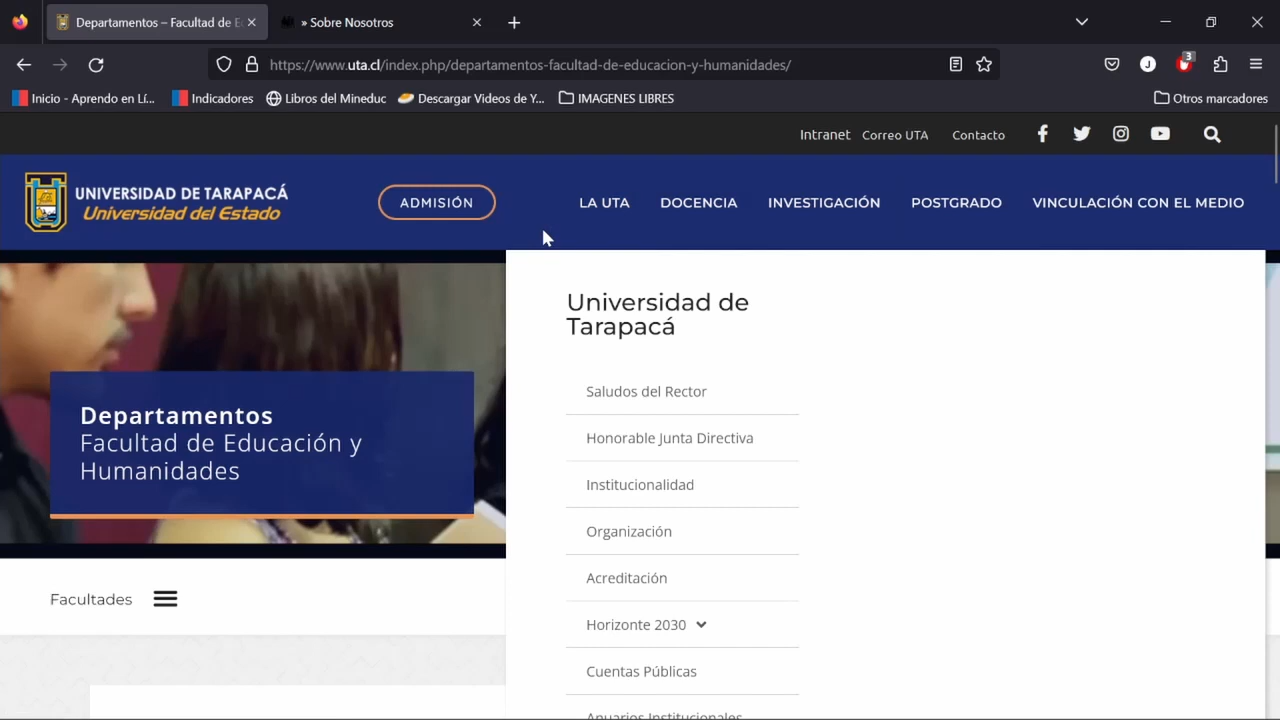 Departamentos – Facultad de E
» Sobre Nosotros
https://www.uta.cl/index.php/departamentos-facultad-de-educacion-y-humanidades/
3
J
Inicio - Aprendo en Lí... Indicadores Libros del Mineduc Descargar Videos de Y... IMAGENES LIBRES Otros marcadores
Intranet Correo UTA Contacto
UNIVERSIDAD DE TARAPACÁ
Universidad del Estado
ADMISIÓN LA UTA DOCENCIA INVESTIGACIÓN POSTGRADO VINCULACIÓN CON EL MEDIO
Departamentos
Facultad de Educación y
Humanidades
Facultades
Universidad de
Tarapacá
Saludos del Rector
Honorable Junta Directiva
Institucionalidad
Organización
Acreditación
Horizonte 2030
Cuentas Públicas
Anuarios Institucionales